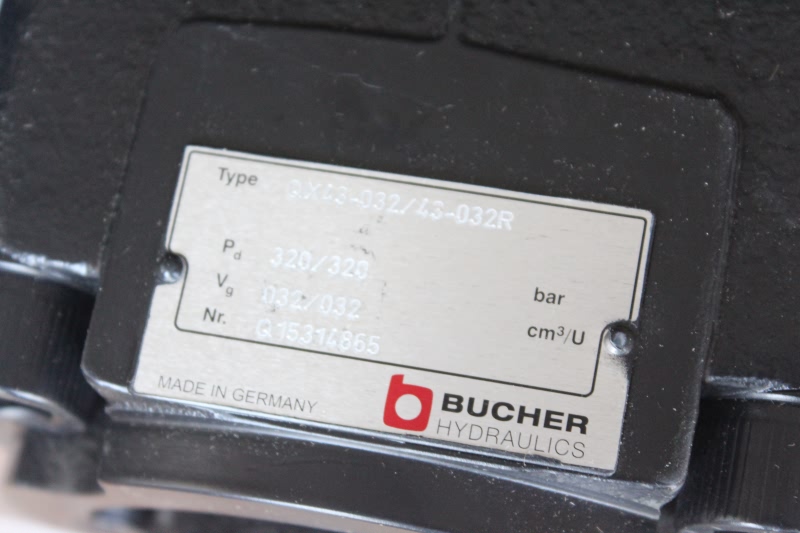 Type QX43-032/43-032R
Pd 320/320 bar
Vg 032/032 cm³/U
Nr. Q15314865
MADE IN GERMANY
BUCHER
HYDRAULICS